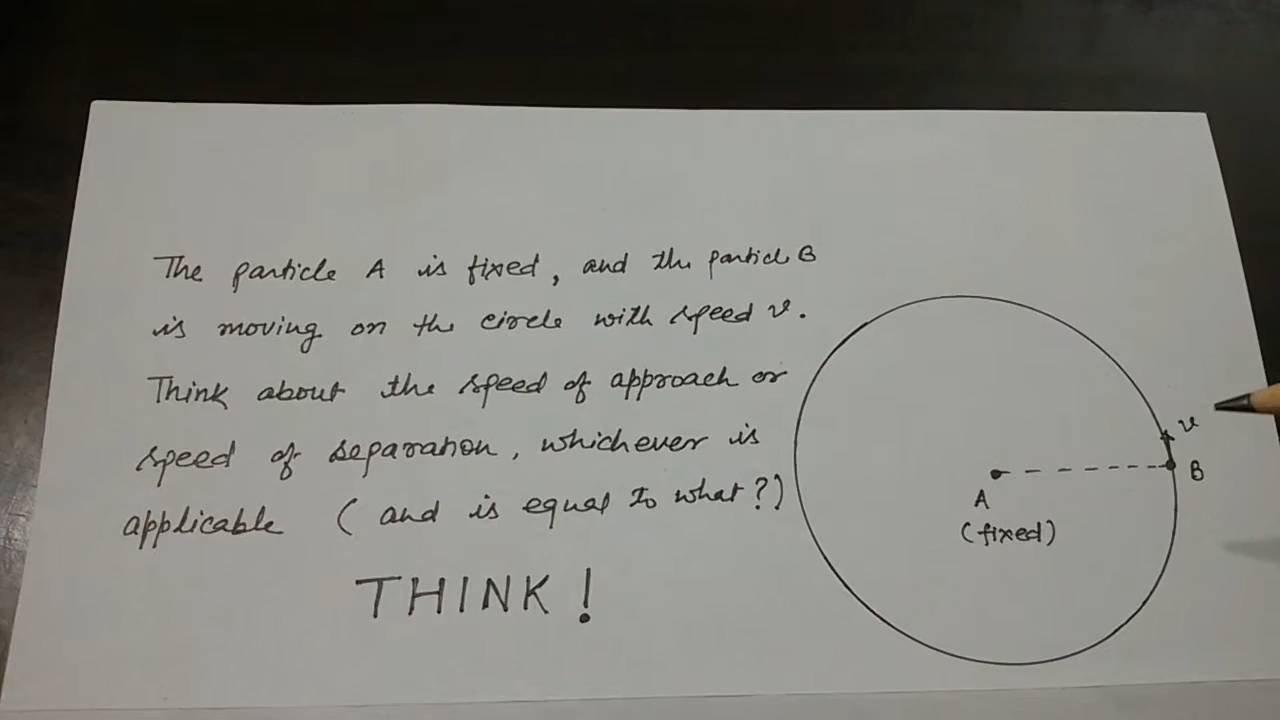 The particle A is fixed, and the particle B
is moving on the circle with speed v.
Think about the speed of approach or
speed of separation, whichever is
applicable ( and is equal to what?)
THINK!
v
B
A
(fixed)